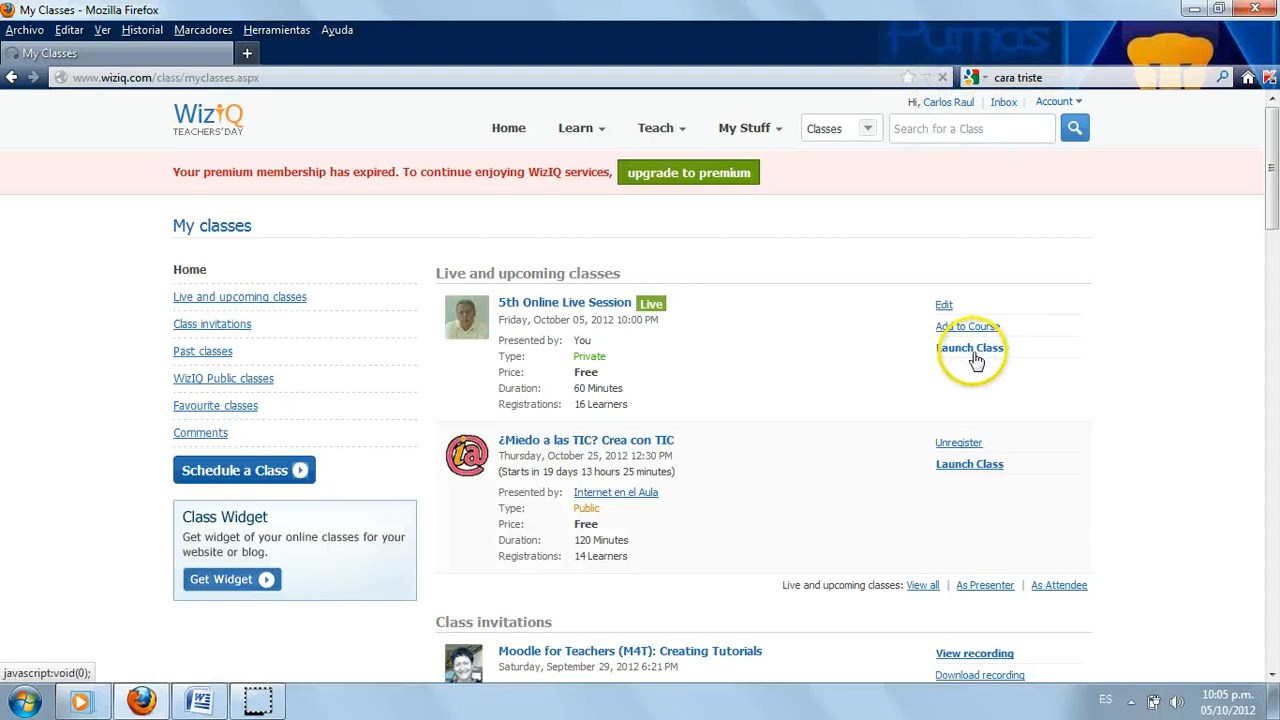 My Classes - Mozilla Firefox
Archivo Editar Ver Historial Marcadores Herramientas Ayuda
Pumas
My Classes
www.wiziq.com/class/myclasses.aspx
cara triste
Hi, Carlos Raul | Inbox | Account
WizIQ
TEACHERS'DAY
Home Learn Teach My Stuff Classes Search for a Class
Your premium membership has expired. To continue enjoying WizIQ services, upgrade to premium
My classes
Home
Live and upcoming classes
Class invitations
Past classes
WizIQ Public classes
Favourite classes
Comments
Schedule a Class
Class Widget
Get widget of your online classes for your
website or blog.
Get Widget
Live and upcoming classes
5th Online Live Session Live
Friday, October 05, 2012 10:00 PM
Presented by: You
Type: Private
Price: Free
Duration: 60 Minutes
Registrations: 16 Learners
Edit
Add to Course
Launch Class
ia
¿Miedo a las TIC? Crea con TIC
Thursday, October 25, 2012 12:30 PM
(Starts in 19 days 13 hours 25 minutes)
Presented by: Internet en el Aula
Type: Public
Price: Free
Duration: 120 Minutes
Registrations: 14 Learners
Unregister
Launch Class
Live and upcoming classes: View all | As Presenter | As Attendee
Class invitations
Moodle for Teachers (M4T): Creating Tutorials
Saturday, September 29, 2012 6:21 PM
View recording
Download recording
javascript:void(0);
ES
10:05 p.m.
05/10/2012